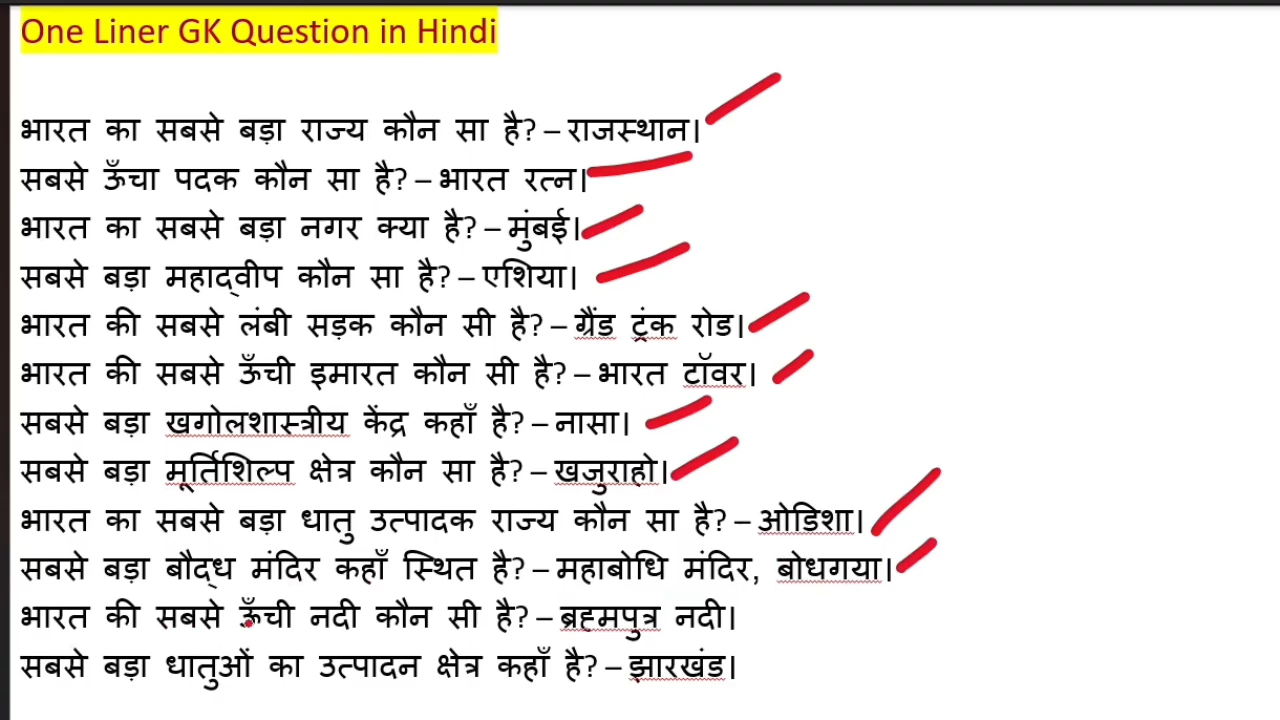 One Liner GK Question in Hindi
भारत का सबसे बड़ा राज्य कौन सा है? – राजस्थान।
सबसे ऊँचा पदक कौन सा है? – भारत रत्न।
भारत का सबसे बड़ा नगर क्या है? – मुंबई।
सबसे बड़ा महाद्वीप कौन सा है? – एशिया।
भारत की सबसे लंबी सड़क कौन सी है? – ग्रैंड ट्रंक रोड।
भारत की सबसे ऊँची इमारत कौन सी है? – भारत टॉवर।
सबसे बड़ा खगोलशास्त्रीय केंद्र कहाँ है? – नासा।
सबसे बड़ा मूर्तिशिल्प क्षेत्र कौन सा है? – खजुराहो।
भारत का सबसे बड़ा धातु उत्पादक राज्य कौन सा है? – ओडिशा।
सबसे बड़ा बौद्ध मंदिर कहाँ स्थित है? – महाबोधि मंदिर, बोधगया।
भारत की सबसे ऊँची नदी कौन सी है? – ब्रह्मपुत्र नदी।
सबसे बड़ा धातुओं का उत्पादन क्षेत्र कहाँ है? – झारखंड।